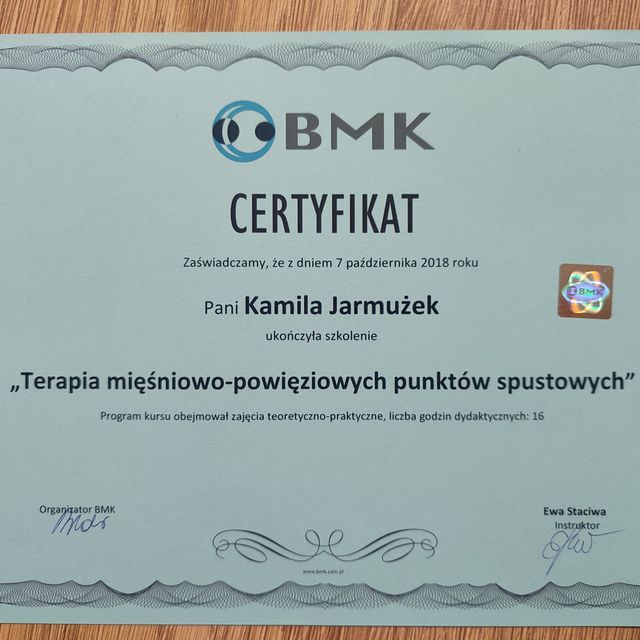 BMK
CERTYFIKAT
Zaświadczamy, że z dniem 7 października 2018 roku
BMK
Pani Kamila Jarmużek
ukończyła szkolenie
„Terapia mięśniowo-powięziowych punktów spustowych”
Program kursu obejmował zajęcia teoretyczno-praktyczne, liczba godzin dydaktycznych: 16
Organizator BMK
Ewa Staciwa
Instruktor
www.bmk.com.pl